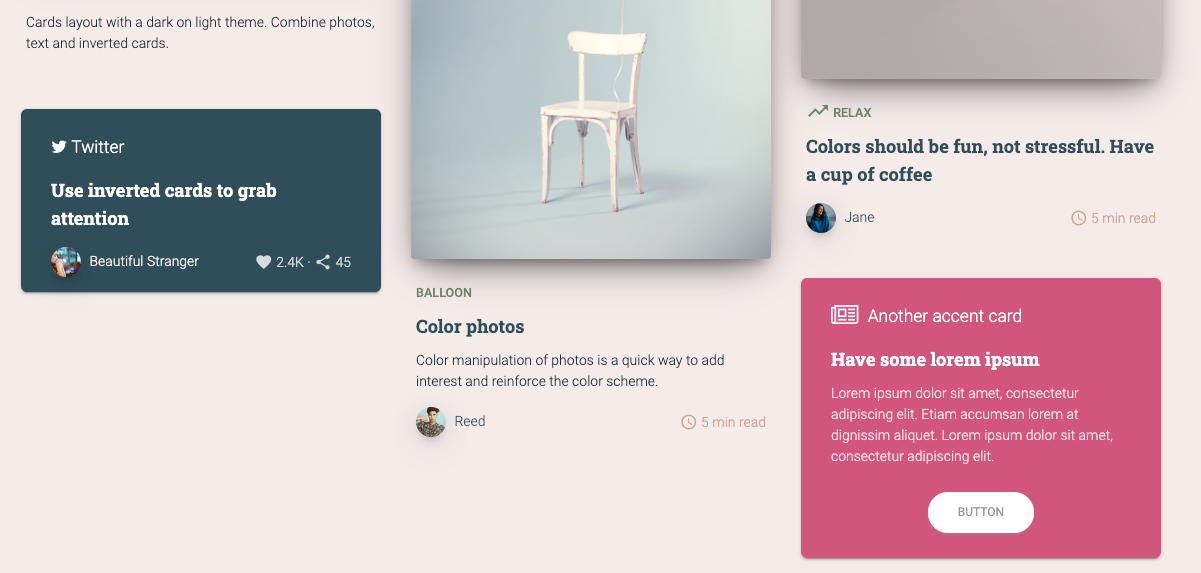 Cards layout with a dark on light theme. Combine photos,
text and inverted cards.
Twitter
Use inverted cards to grab
attention
Beautiful Stranger
2.4K · 45
BALLOON
Color photos
Color manipulation of photos is a quick way to add
interest and reinforce the color scheme.
Reed
5 min read
RELAX
Colors should be fun, not stressful. Have
a cup of coffee
Jane
5 min read
Another accent card
Have some lorem ipsum
Lorem ipsum dolor sit amet, consectetur
adipiscing elit. Etiam accumsan lorem at
dignissim aliquet. Lorem ipsum dolor sit amet,
consectetur adipiscing elit.
BUTTON